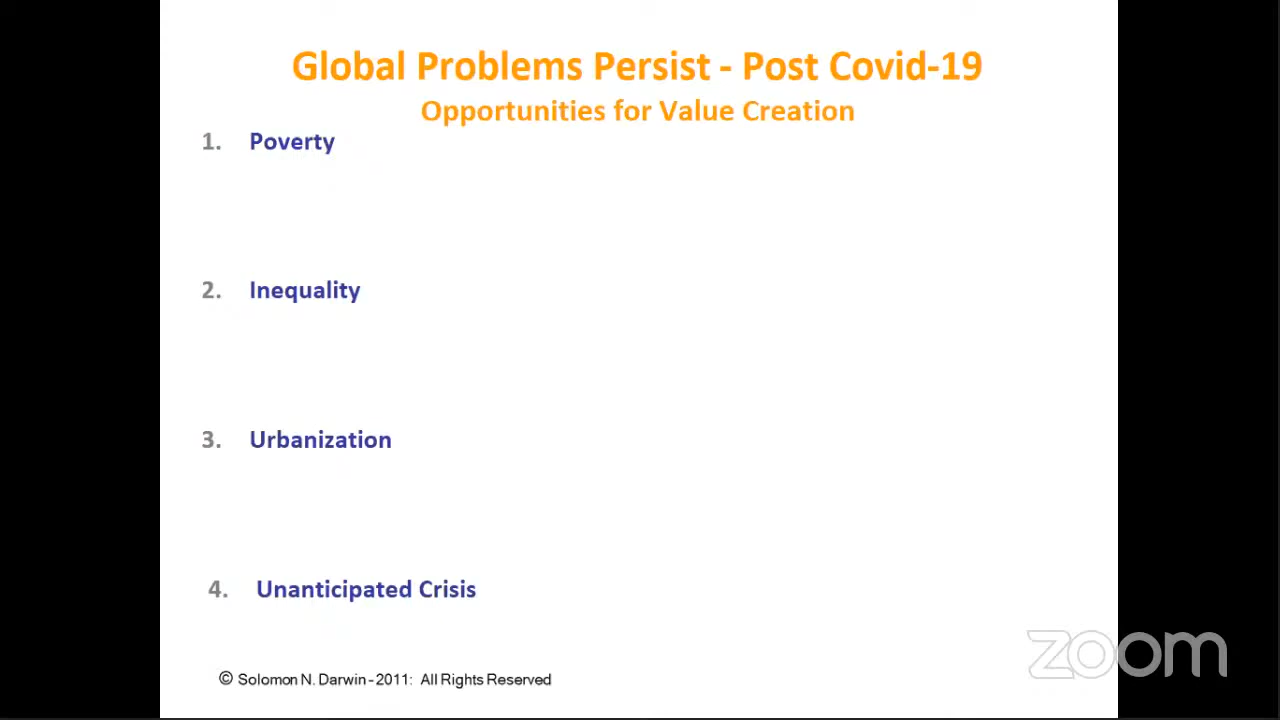 Global Problems Persist - Post Covid-19
Opportunities for Value Creation
1. Poverty
2. Inequality
3. Urbanization
4. Unanticipated Crisis
© Solomon N. Darwin - 2011: All Rights Reserved
zoom